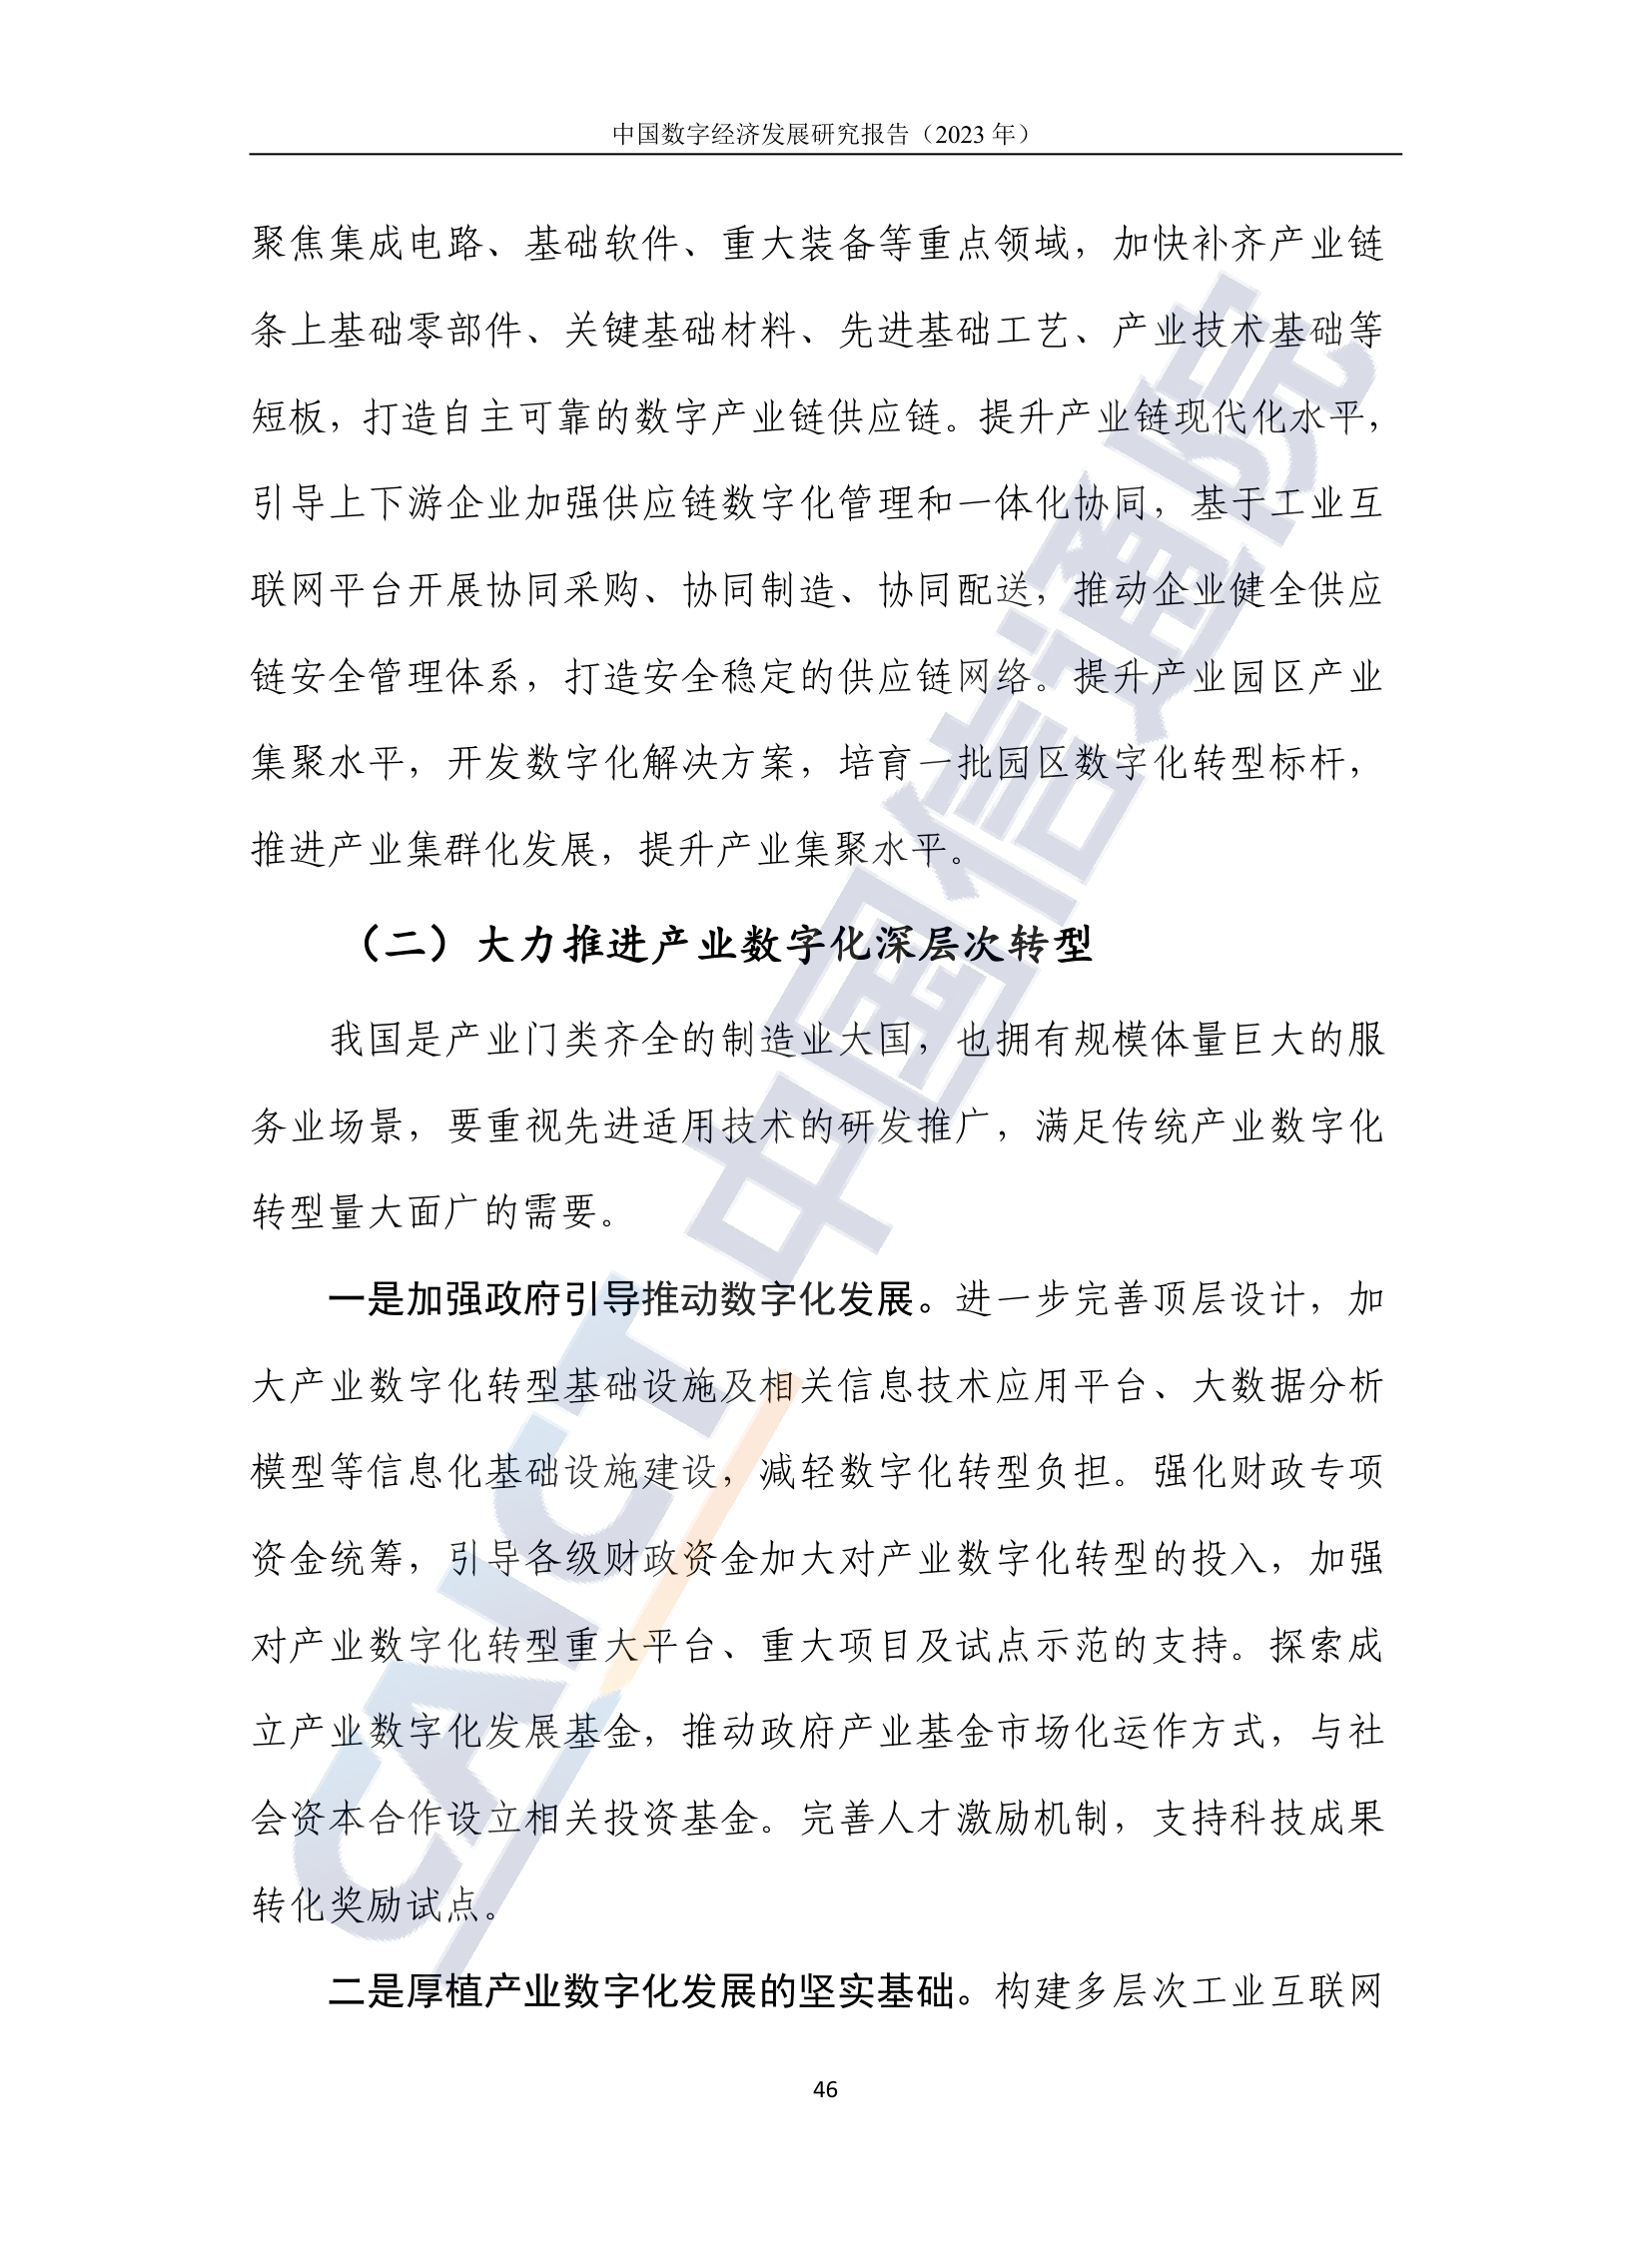 中国数字经济发展研究报告（2023 年）
聚焦集成电路、基础软件、重大装备等重点领域，加快补齐产业链
条上基础零部件、关键基础材料、先进基础工艺、产业技术基础等
短板，打造自主可靠的数字产业链供应链。提升产业链现代化水平，
引导上下游企业加强供应链数字化管理和一体化协同，基于工业互
联网平台开展协同采购、协同制造、协同配送，推动企业健全供应
链安全管理体系，打造安全稳定的供应链网络。提升产业园区产业
集聚水平，开发数字化解决方案，培育一批园区数字化转型标杆，
推进产业集群化发展，提升产业集聚水平。
（二）大力推进产业数字化深层次转型
我国是产业门类齐全的制造业大国，也拥有规模体量巨大的服
务业场景，要重视先进适用技术的研发推广，满足传统产业数字化
转型量大面广的需要。
一是加强政府引导推动数字化发展。进一步完善顶层设计，加
大产业数字化转型基础设施及相关信息技术应用平台、大数据分析
模型等信息化基础设施建设，减轻数字化转型负担。强化财政专项
资金统筹，引导各级财政资金加大对产业数字化转型的投入，加强
对产业数字化转型重大平台、重大项目及试点示范的支持。探索成
立产业数字化发展基金，推动政府产业基金市场化运作方式，与社
会资本合作设立相关投资基金。完善人才激励机制，支持科技成果
转化奖励试点。
二是厚植产业数字化发展的坚实基础。构建多层次工业互联网
46
CAICT 中国信通院